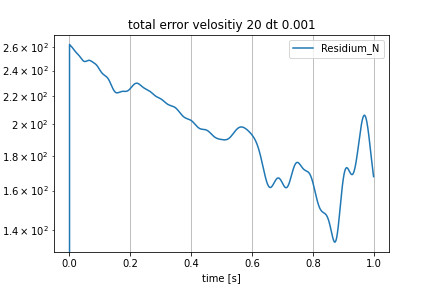 total error velositiy 20 dt 0.001
Residium_N
2.6 × 10²
2.4 × 10²
2.2 × 10²
2 × 10²
1.8 × 10²
1.6 × 10²
1.4 × 10²
0.0 0.2 0.4 0.6 0.8 1.0
time [s]